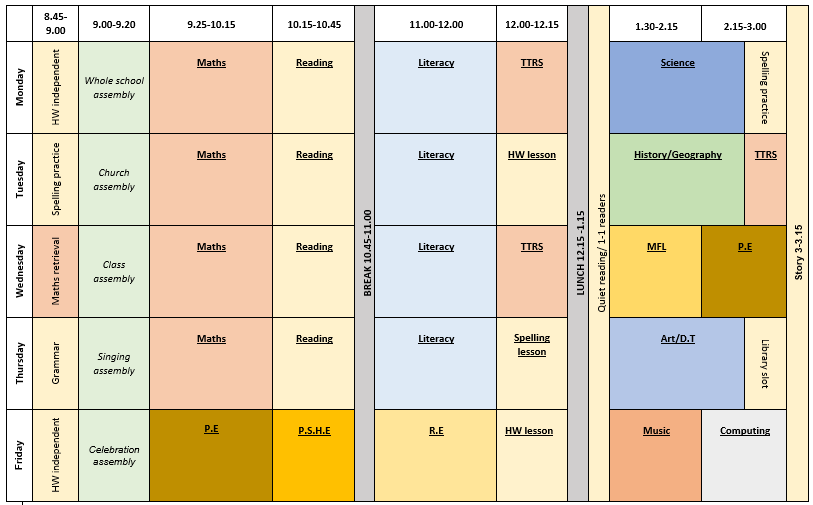 8.45-
9.00
9.00-9.20
9.25-10.15
10.15-10.45
11.00-12.00
12.00-12.15
1.30-2.15
2.15-3.00
BREAK 10.45-11.00
LUNCH 12.15 -1.15
Quiet reading/ 1-1 readers
Story 3-3.15
Monday
HW independent
Whole school
assembly
Maths
Reading
Literacy
TTRS
Science
Spelling practice
Tuesday
Spelling practice
Church
assembly
Maths
Reading
Literacy
HW lesson
History/Geography
TTRS
Wednesday
Maths retrieval
Class
assembly
Maths
Reading
Literacy
TTRS
MFL
P.E
Thursday
Grammar
Singing
assembly
Maths
Reading
Literacy
Spelling
lesson
Art/D.T
Library slot
Friday
HW independent
Celebration
assembly
P.E
P.S.H.E
R.E
HW lesson
Music
Computing